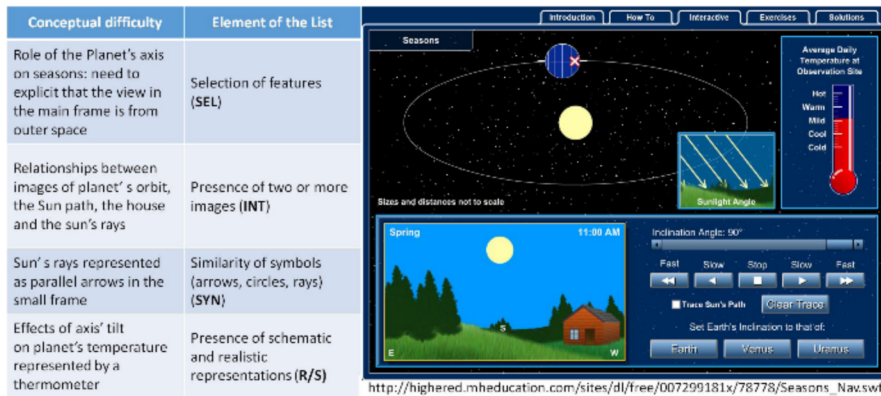 Conceptual difficulty
Element of the List
Role of the Planet's axis
on seasons: need to
explicit that the view in
the main frame is from
outer space
Selection of features
(SEL)
Relationships between
images of planet' s orbit,
the Sun path, the house
and the sun's rays
Presence of two or more
images (INT)
Sun' s rays represented
as parallel arrows in the
small frame
Similarity of symbols
(arrows, circles, rays)
(SYN)
Effects of axis' tilt
on planet's temperature
represented by a
thermometer
Presence of schematic
and realistic
representations (R/S)
Introduction
How To
Interactive
Exercises
Solutions
Seasons
Average Daily
Temperature at
Observation Site
Hot
Warm
Mild
Cool
Cold
Sizes and distances not to scale
Sunlight Angle
Spring
11:00 AM
S
E
W
Inclination Angle: 90°
Fast
Slow
Stop
Slow
Fast
Trace Sun's Path
Clear Trace
Set Earth's Inclination to that of:
Earth
Venus
Uranus
http://highered.mheducation.com/sites/dl/free/007299181x/78778/Seasons_Nav.swf